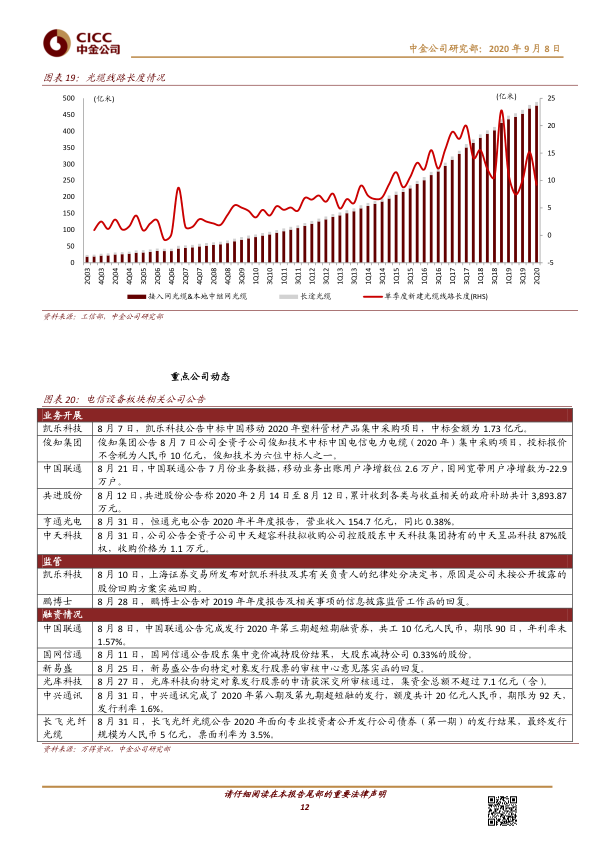 CICC
中金公司
中金公司研究部：2020 年 9 月 8 日
图表 19：光缆线路长度情况
(亿米)
(亿米)
500
450
400
350
300
250
200
150
100
50
0
25
20
15
10
5
0
-5
2Q03
4Q03
2Q04
4Q04
2Q05
4Q05
2Q06
4Q06
2Q07
4Q07
2Q08
4Q08
3Q09
1Q10
3Q10
1Q11
3Q11
1Q12
3Q12
1Q13
3Q13
1Q14
3Q14
1Q15
3Q15
1Q16
3Q16
1Q17
3Q17
1Q18
3Q18
1Q19
3Q19
2Q20
接入网光缆&本地中继网光缆
长途光缆
单季度新建光缆线路长度(RHS)
资料来源：工信部，中金公司研究部
重点公司动态
图表 20：电信设备板块相关公司公告
业务开展
凯乐科技 8 月 7 日，凯乐科技公告中标中国移动 2020 年塑料管材产品集中采购项目，中标金额为 1.73 亿元。
俊知集团 俊知集团公告 8 月 7 日公司全资子公司俊知技术中标中国电信电力电缆（2020 年）集中采购项目，投标报价
不含税为人民币 10 亿元，俊知技术为六位中标人之一。
中国联通 8 月 21 日，中国联通公告 7 月份业务数据，移动业务出账用户净增数位 2.6 万户，固网宽带用户净增数为-22.9
万户。
共进股份 8 月 12 日，共进股份公告称 2020 年 2 月 14 日至 8 月 12 日，累计收到各类与收益相关的政府补助共计 3,893.87
万元。
亨通光电 8 月 31 日，恒通光电公告 2020 年半年度报告，营业收入 154.7 亿元，同比 0.38%。
中天科技 8 月 31 日，公司公告全资子公司中天超容科技拟收购公司控股股东中天科技集团持有的中天昱品科技 87%股
权，收购价格为 1.1 万元。
监管
凯乐科技 8 月 10 日，上海证券交易所发布对凯乐科技及其有关负责人的纪律处分决定书，原因是公司未按公开披露的
股份回购方案实施回购。
鹏博士 8 月 28 日，鹏博士公告对 2019 年年度报告及相关事项的信息披露监管工作函的回复。
融资情况
中国联通 8 月 8 日，中国联通公告完成发行 2020 年第三期超短期融资券，共工 10 亿元人民币，期限 90 日，年利率未
1.57%。
国网信通 8 月 11 日，国网信通公告股东集中竞价减持股份结果，大股东减持公司 0.33%的股份。
新易盛 8 月 25 日，新易盛公告向特定对象发行股票的审核中心意见落实函的回复。
光库科技 8 月 27 日，光库科技向特定对象发行股票的申请获深交所审核通过，集资金总额不超过 7.1 亿元（含）。
中兴通讯 8 月 31 日，中兴通讯完成了 2020 年第八期及第九期超短融的发行，额度共计 20 亿元人民币，期限为 92 天，
发行利率 1.6%。
长飞光纤 8 月 31 日，长飞光纤光缆公告 2020 年面向专业投资者公开发行公司债券（第一期）的发行结果，最终发行
光缆 规模为人民币 5 亿元，票面利率为 3.5%。
资料来源：万得资讯，中金公司研究部
请仔细阅读在本报告尾部的重要法律声明
12